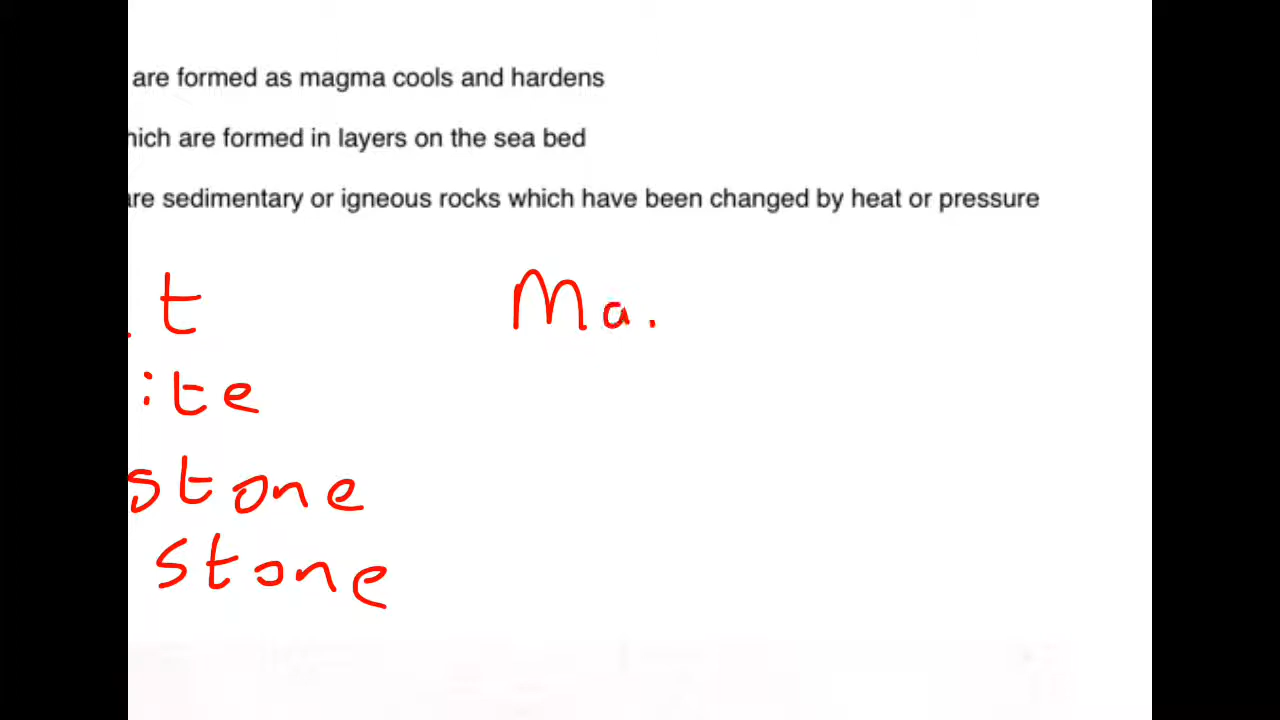 are formed as magma cools and hardens
hich are formed in layers on the sea bed
are sedimentary or igneous rocks which have been changed by heat or pressure
t Ma.
ite
stone
stone